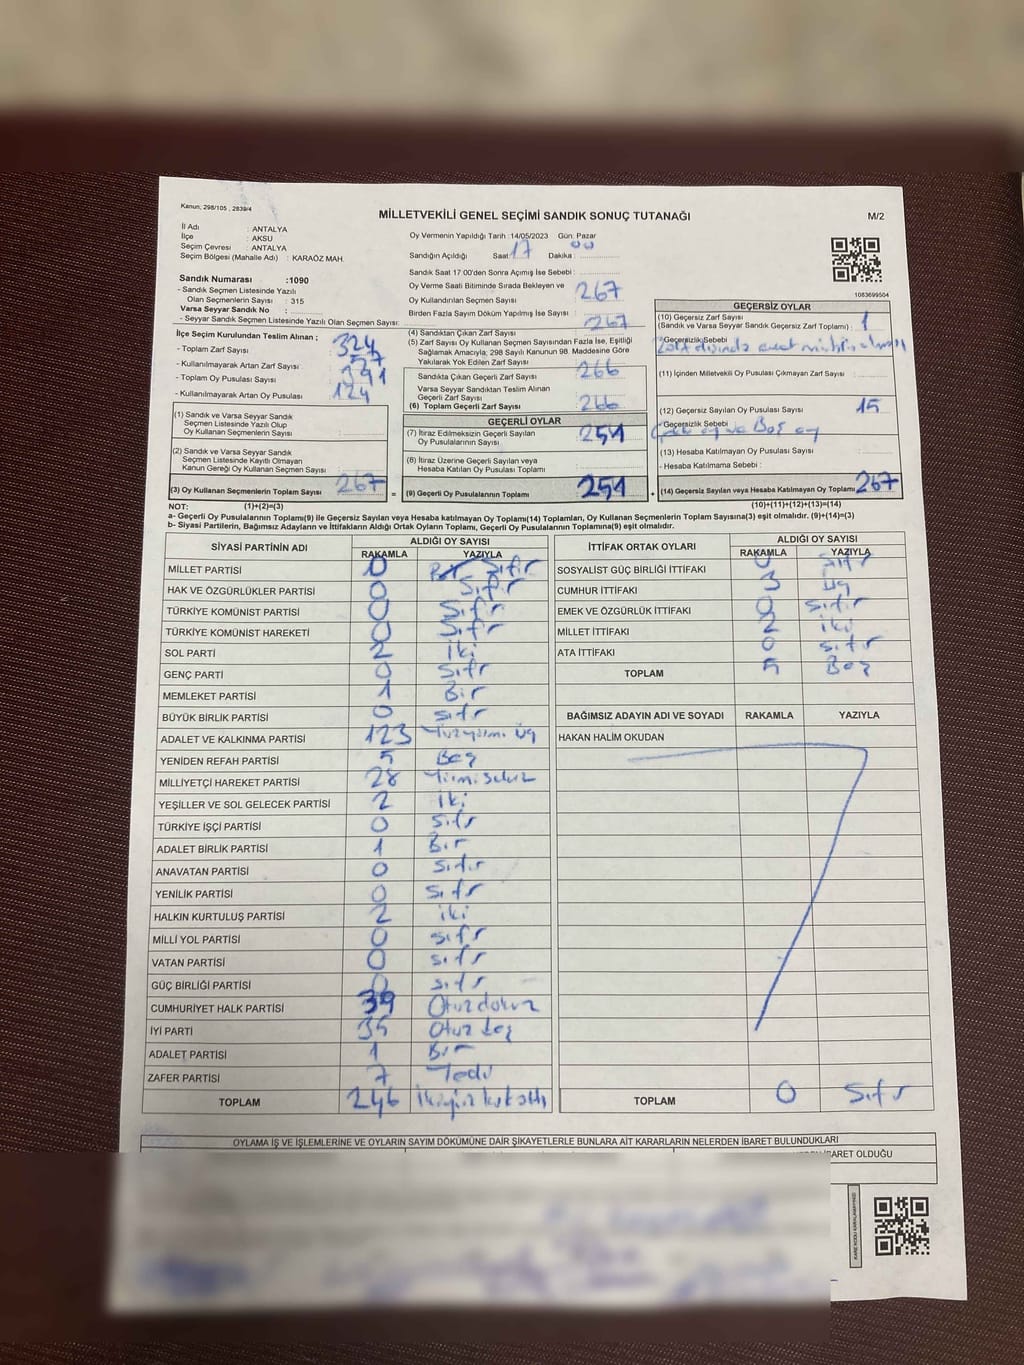 Kanun; 298/105 , 2839/4
MİLLETVEKİLİ GENEL SEÇİMİ SANDIK SONUÇ TUTANAĞI
M/2
İl Adı : ANTALYA
İlçe : AKSU
Seçim Çevresi : ANTALYA
Seçim Bölgesi (Mahalle Adı) : KARAÖZ MAH.
Oy Vermenin Yapıldığı Tarih :14/05/2023 Gün: Pazar
Sandığın Açıldığı Saat: 17 Dakika : 00
Sandık Saat 17.00'den Sonra Açımış İse Sebebi :
Sandık Numarası :1090
- Sandık Seçmen Listesinde Yazılı
Olan Seçmenlerin Sayısı : 315
Varsa Seyyar Sandık No :
- Seyyar Sandık Seçmen Listesinde Yazılı Olan Seçmen Sayısı:
Oy Verme Saati Bitiminde Sırada Bekleyen ve
Oy Kullandırılan Seçmen Sayısı 267
Birden Fazla Sayım Döküm Yapılmış İse Sayısı :
1083699504
İlçe Seçim Kurulundan Teslim Alınan ;
- Toplam Zarf Sayısı 324
- Kullanılmayarak Artan Zarf Sayısı 57
- Toplam Oy Pusulası Sayısı
- Kullanılmayarak Artan Oy Pusulası 124
(1) Sandık ve Varsa Seyyar Sandık
Seçmen Listesinde Yazılı Olup
Oy Kullanan Seçmenlerin Sayısı
(2) Sandık ve Varsa Seyyar Sandık
Seçmen Listesinde Kayıtlı Olmayan
Kanun Gereği Oy Kullanan Seçmen Sayısı
(3) Oy Kullanan Seçmenlerin Toplam Sayısı 267 =
(4) Sandıktan Çıkan Zarf Sayısı 267
(5) Zarf Sayısı Oy Kullanan Seçmen Sayısından Fazla İse, Eşitliği
Sağlamak Amacıyla; 298 Sayılı Kanunun 98. Maddesine Göre
Yakılarak Yok Edilen Zarf Sayısı
Sandıkta Çıkan Geçerli Zarf Sayısı 266
Varsa Seyyar Sandıktan Teslim Alınan
Geçerli Zarf Sayısı
(6) Toplam Geçerli Zarf Sayısı 266
GEÇERLİ OYLAR
(7) İtiraz Edilmeksizin Geçerli Sayılan
Oy Pusulalarının Sayısı 251
(8) İtiraz Üzerine Geçerli Sayılan veya
Hesaba Katılan Oy Pusulası Toplamı
(9) Geçerli Oy Pusulalarının Toplamı 251 +
GEÇERSİZ OYLAR
(10) Geçersiz Zarf Sayısı
(Sandık ve Varsa Seyyar Sandık Geçersiz Zarf Toplamı) : 1
- Geçersizlik Sebebi
(11) İçinden Milletvekili Oy Pusulası Çıkmayan Zarf Sayısı :
(12) Geçersiz Sayılan Oy Pusulası Sayısı 15
- Geçersizlik Sebebi ve Boş oy
(13) Hesaba Katılmayan Oy Pusulası Sayısı
- Hesaba Katılmama Sebebi :
(14) Geçersiz Sayılan veya Hesaba Katılmayan Oy Toplamı 267
NOT: (1)+(2)=(3)
(10)+(11)+(12)+(13)=(14)
a- Geçerli Oy Pusulalarının Toplamı(9) ile Geçersiz Sayılan veya Hesaba katılmayan Oy Toplamı(14) Toplamları, Oy Kullanan Seçmenlerin Toplam Sayısına(3) eşit olmalıdır. (9)+(14)=(3)
b- Siyasi Partilerin, Bağımsız Adayların ve İttifakların Aldığı Ortak Oyların Toplamı, Geçerli Oy Pusulalarının Toplamına(9) eşit olmalıdır.
SİYASİ PARTİNİN ADI ALDIĞI OY SAYISI
RAKAMLA YAZIYLA
MİLLET PARTİSİ 0 Sıfır
HAK VE ÖZGÜRLÜKLER PARTİSİ 0 Sıfır
TÜRKİYE KOMÜNİST PARTİSİ 0 Sıfır
TÜRKİYE KOMÜNİST HAREKETİ 0 Sıfır
SOL PARTİ 2 İki
GENÇ PARTİ 0 Sıfır
MEMLEKET PARTİSİ 1 Bir
BÜYÜK BİRLİK PARTİSİ 0 sıfır
ADALET VE KALKINMA PARTİSİ 123 Yüzyirmi üç
YENİDEN REFAH PARTİSİ 5 Beş
MİLLİYETÇİ HAREKET PARTİSİ 28 Yirmi sekiz
YEŞİLLER VE SOL GELECEK PARTİSİ 2 iki
TÜRKİYE İŞÇİ PARTİSİ 0 sıfır
ADALET BİRLİK PARTİSİ 1 Bir
ANAVATAN PARTİSİ 0 sıfır
YENİLİK PARTİSİ 0 sıfır
HALKIN KURTULUŞ PARTİSİ 2 iki
MİLLİ YOL PARTİSİ 0 sıfır
VATAN PARTİSİ 0 sıfır
GÜÇ BİRLİĞİ PARTİSİ 0 sıfır
CUMHURİYET HALK PARTİSİ 39 Otuz dokuz
İYİ PARTİ 35 Otuz beş
ADALET PARTİSİ 1 Bir
ZAFER PARTİSİ 7 Yedi
TOPLAM 246 İkiyüz kırk altı
İTTİFAK ORTAK OYLARI ALDIĞI OY SAYISI
RAKAMLA YAZIYLA
SOSYALİST GÜÇ BİRLİĞİ İTTİFAKI 0 sıfır
CUMHUR İTTİFAKI 3 üç
EMEK VE ÖZGÜRLÜK İTTİFAKI 0 sıfır
MİLLET İTTİFAKI 2 iki
ATA İTTİFAKI 0 sıfır
TOPLAM 5 Beş
BAĞIMSIZ ADAYIN ADI VE SOYADI RAKAMLA YAZIYLA
HAKAN HALİM OKUDAN
TOPLAM 0 Sıfır
OYLAMA İŞ VE İŞLEMLERİNE VE OYLARIN SAYIM DÖKÜMÜNE DAİR ŞİKAYETLERLE BUNLARA AİT KARARLARIN NELERDEN İBARET BULUNDUKLARI
İBARET OLDUĞU